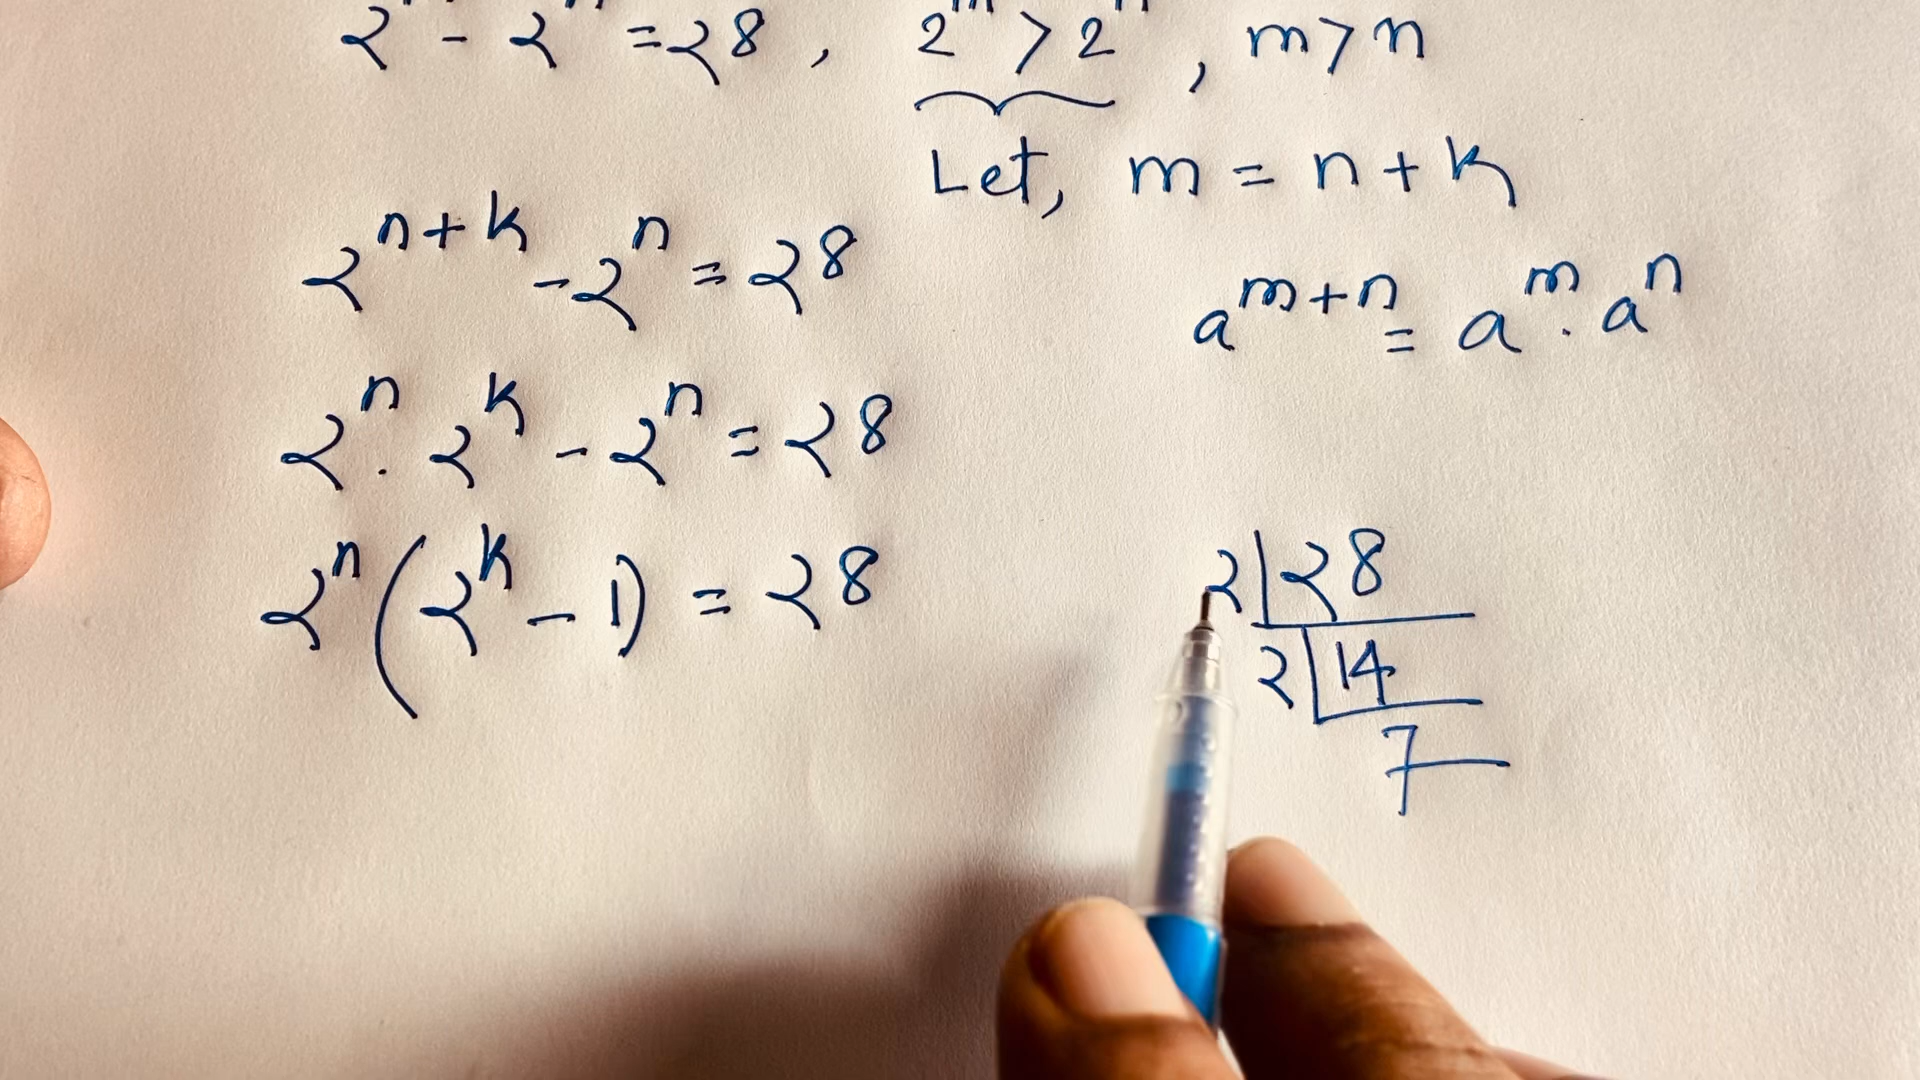 2^m - 2^n = 28, 2^m > 2^n, m > n
Let, m = n + k
2^(n+k) - 2^n = 28
a^(m+n) = a^m . a^n
2^n . 2^k - 2^n = 28
2^n (2^k - 1) = 28
2 | 28
2 | 14
7